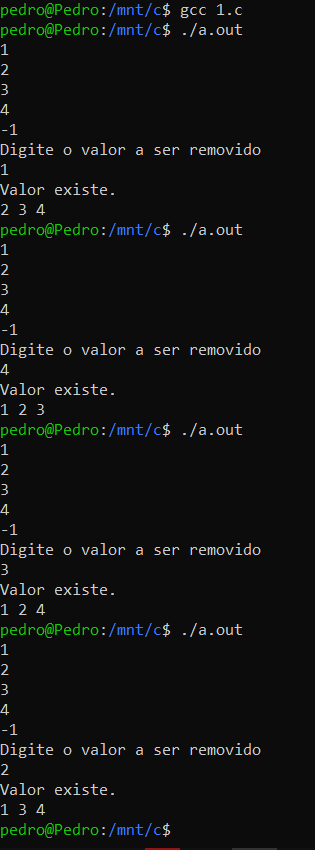 pedro@Pedro:/mnt/c$ gcc 1.c
pedro@Pedro:/mnt/c$ ./a.out
1
2
3
4
-1
Digite o valor a ser removido
1
Valor existe.
2 3 4
pedro@Pedro:/mnt/c$ ./a.out
1
2
3
4
-1
Digite o valor a ser removido
4
Valor existe.
1 2 3
pedro@Pedro:/mnt/c$ ./a.out
1
2
3
4
-1
Digite o valor a ser removido
3
Valor existe.
1 2 4
pedro@Pedro:/mnt/c$ ./a.out
1
2
3
4
-1
Digite o valor a ser removido
2
Valor existe.
1 3 4
pedro@Pedro:/mnt/c$